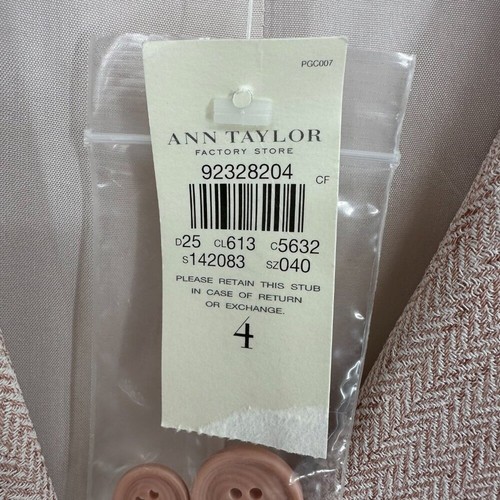 PGC007
ANN TAYLOR
FACTORY STORE
92328204 CF
D25 CL613 C5632
S142083 SZ040
PLEASE RETAIN THIS STUB
IN CASE OF RETURN
OR EXCHANGE.
4